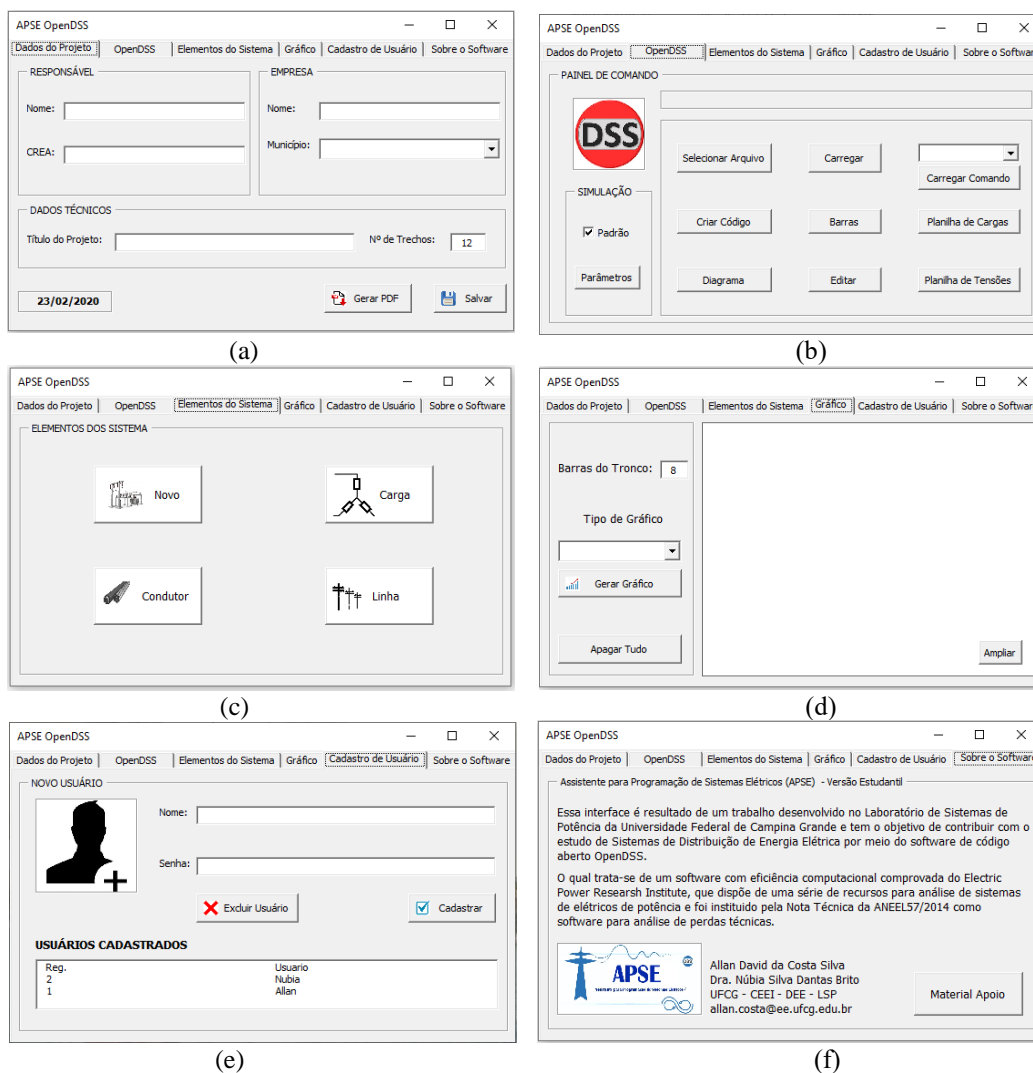 APSE OpenDSS
Dados do Projeto OpenDSS Elementos do Sistema Gráfico Cadastro de Usuário Sobre o Software
RESPONSÁVEL
EMPRESA
Nome:
Nome:
CREA:
Município:
DADOS TÉCNICOS
Título do Projeto:
Nº de Trechos: 12
23/02/2020
Gerar PDF
Salvar
(a)
APSE OpenDSS
Dados do Projeto OpenDSS Elementos do Sistema Gráfico Cadastro de Usuário Sobre o Softwar
PAINEL DE COMANDO
DSS
Selecionar Arquivo
Carregar
Carregar Comando
SIMULAÇÃO
Padrão
Criar Código
Barras
Planilha de Cargas
Parâmetros
Diagrama
Editar
Planilha de Tensões
(b)
APSE OpenDSS
Dados do Projeto OpenDSS Elementos do Sistema Gráfico Cadastro de Usuário Sobre o Software
ELEMENTOS DOS SISTEMA
Novo
Carga
Condutor
Linha
(c)
APSE OpenDSS
Dados do Projeto OpenDSS Elementos do Sistema Gráfico Cadastro de Usuário Sobre o Softwar
Barras do Tronco: 8
Tipo de Gráfico
Gerar Gráfico
Apagar Tudo
Ampliar
(d)
APSE OpenDSS
Dados do Projeto OpenDSS Elementos do Sistema Gráfico Cadastro de Usuário Sobre o Software
NOVO USUÁRIO
Nome:
Senha:
Excluir Usuário
Cadastrar
USUÁRIOS CADASTRADOS
Reg. Usuario
2 Nubia
1 Allan
(e)
APSE OpenDSS
Dados do Projeto OpenDSS Elementos do Sistema Gráfico Cadastro de Usuário Sobre o Software
Assistente para Programação de Sistemas Elétricos (APSE) - Versão Estudantil
Essa interface é resultado de um trabalho desenvolvido no Laboratório de Sistemas de
Potência da Universidade Federal de Campina Grande e tem o objetivo de contribuir com o
estudo de Sistemas de Distribuição de Energia Elétrica por meio do software de código
aberto OpenDSS.
O qual trata-se de um software com eficiência computacional comprovada do Electric
Power Researsh Institute, que dispõe de uma série de recursos para análise de sistemas
de elétricos de potência e foi instituido pela Nota Técnica da ANEEL57/2014 como
software para análise de perdas técnicas.
APSE
Allan David da Costa Silva
Dra. Núbia Silva Dantas Brito
UFCG - CEEI - DEE - LSP
allan.costa@ee.ufcg.edu.br
Material Apoio
(f)